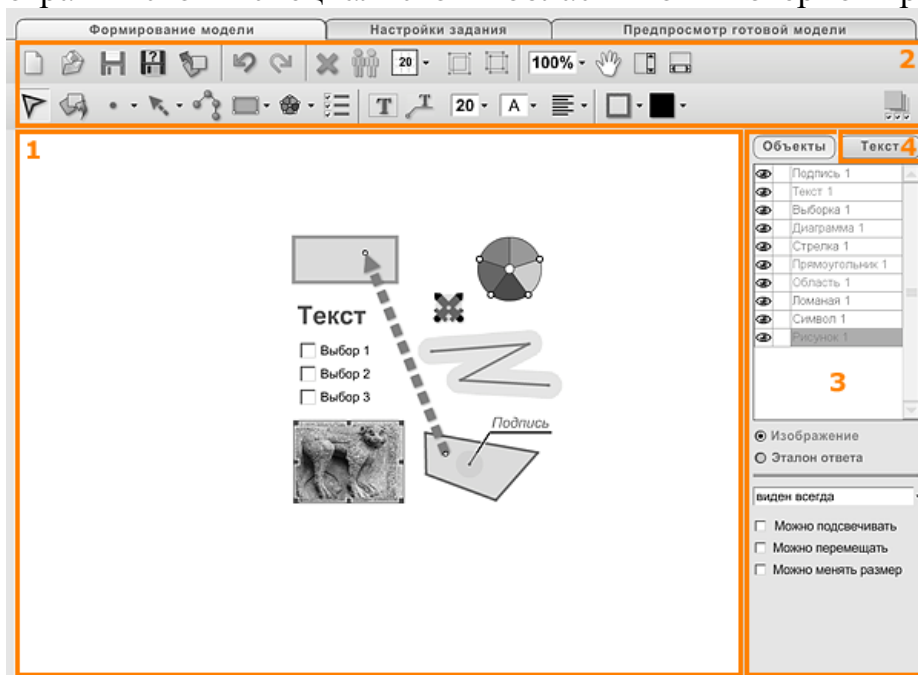 Формирование модели
Настройки задания
Предпросмотр готовой модели
20
100%
2
T
T
20
A
1
Объекты
Текст
4
Подпись 1
Текст 1
Выборка 1
Диаграмма 1
Стрелка 1
Прямоугольник 1
Область 1
Ломаная 1
Символ 1
Рисунок 1
3
Текст
Выбор 1
Выбор 2
Выбор 3
Подпись
Изображение
Эталон ответа
виден всегда
Можно подсвечивать
Можно перемещать
Можно менять размер